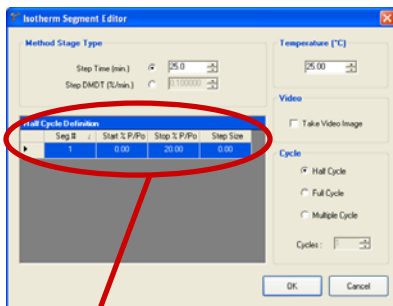 Isotherm Segment Editor
Method Stage Type
Step Time (min.) 25.0
Step DMDT (%/min.) 0.100000
Half Cycle Definition
Seg.# Start % P/Po Stop % P/Po Step Size
1 0.00 20.00 0.00
Temperature (°C)
25.00
Video
Take Video Image
Cycle
Half Cycle
Full Cycle
Multiple Cycle
Cycles :
OK Cancel